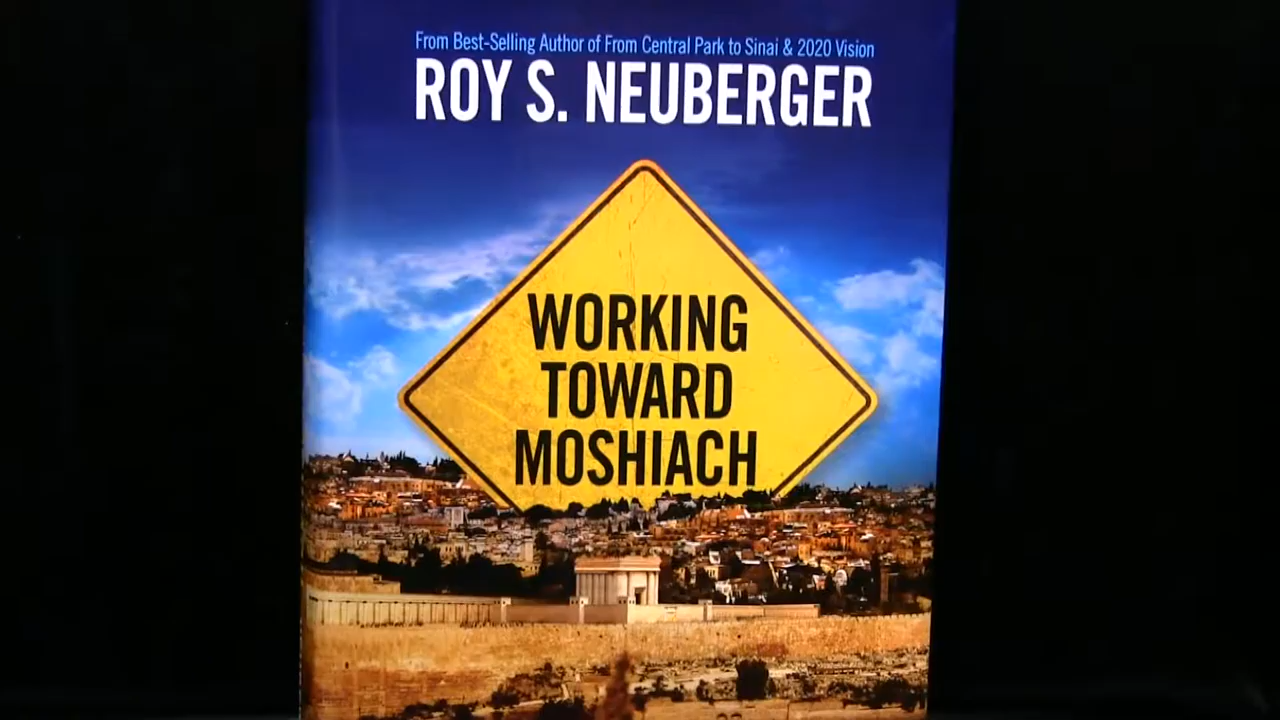 From Best-Selling Author of From Central Park to Sinai & 2020 Vision
ROY S. NEUBERGER
WORKING
TOWARD
MOSHIACH